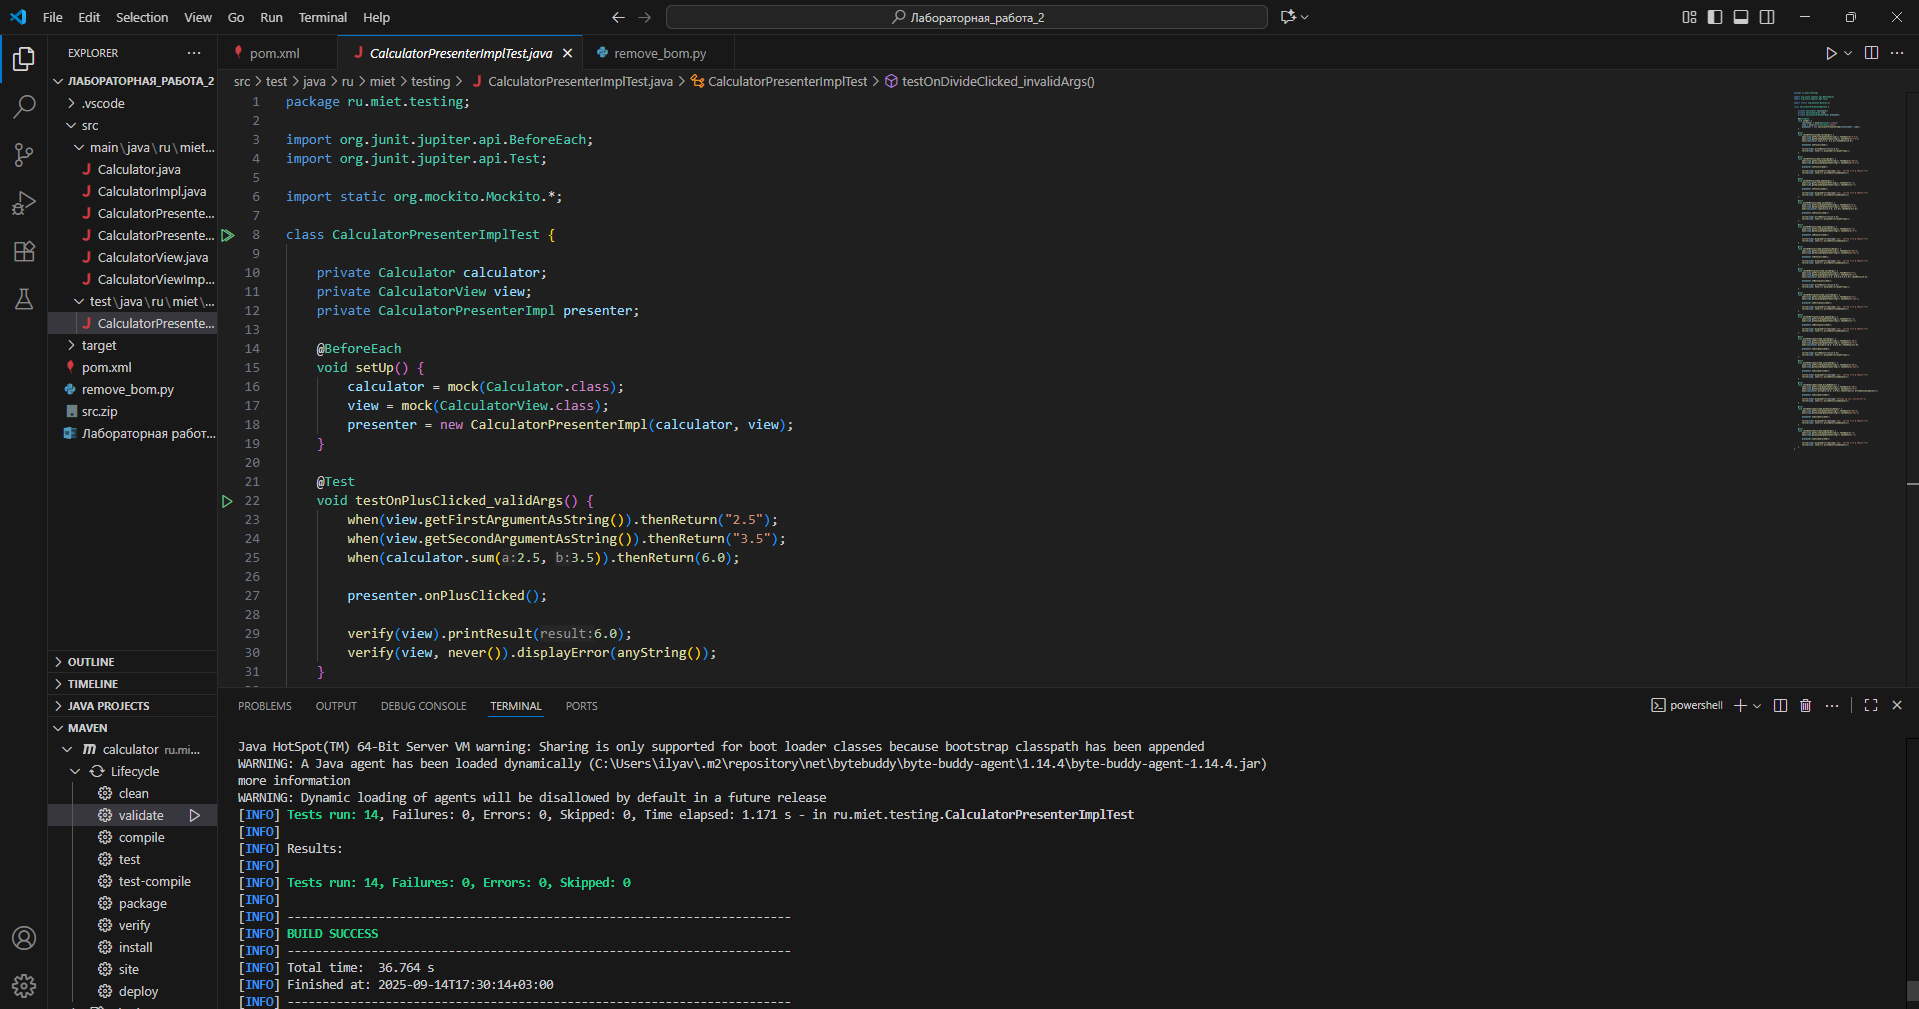 File Edit Selection View Go Run Terminal Help
Лабораторная_работа_2
EXPLORER
ЛАБОРАТОРНАЯ_РАБОТА_2
.vscode
src
main\java\ru\miet...
Calculator.java
CalculatorImpl.java
CalculatorPresente...
CalculatorPresente...
CalculatorView.java
CalculatorViewImp...
test\java\ru\miet\...
CalculatorPresente...
target
pom.xml
remove_bom.py
src.zip
Лабораторная работ...
OUTLINE
TIMELINE
JAVA PROJECTS
MAVEN
calculator ru.mi...
Lifecycle
clean
validate
compile
test
test-compile
package
verify
install
site
deploy
pom.xml CalculatorPresenterImplTest.java remove_bom.py
src > test > java > ru > miet > testing > CalculatorPresenterImplTest.java > CalculatorPresenterImplTest > testOnDivideClicked_invalidArgs()
1 package ru.miet.testing;
2
3 import org.junit.jupiter.api.BeforeEach;
4 import org.junit.jupiter.api.Test;
5
6 import static org.mockito.Mockito.*;
7
8 class CalculatorPresenterImplTest {
9
10 private Calculator calculator;
11 private CalculatorView view;
12 private CalculatorPresenterImpl presenter;
13
14 @BeforeEach
15 void setUp() {
16 calculator = mock(Calculator.class);
17 view = mock(CalculatorView.class);
18 presenter = new CalculatorPresenterImpl(calculator, view);
19 }
20
21 @Test
22 void testOnPlusClicked_validArgs() {
23 when(view.getFirstArgumentAsString()).thenReturn("2.5");
24 when(view.getSecondArgumentAsString()).thenReturn("3.5");
25 when(calculator.sum(a:2.5, b:3.5)).thenReturn(6.0);
26
27 presenter.onPlusClicked();
28
29 verify(view).printResult(result:6.0);
30 verify(view, never()).displayError(anyString());
31 }
PROBLEMS OUTPUT DEBUG CONSOLE TERMINAL PORTS
powershell
Java HotSpot(TM) 64-Bit Server VM warning: Sharing is only supported for boot loader classes because bootstrap classpath has been appended
WARNING: A Java agent has been loaded dynamically (C:\Users\ilyav\.m2\repository\net\bytebuddy\byte-buddy-agent\1.14.4\byte-buddy-agent-1.14.4.jar)
more information
WARNING: Dynamic loading of agents will be disallowed by default in a future release
[INFO] Tests run: 14, Failures: 0, Errors: 0, Skipped: 0, Time elapsed: 1.171 s - in ru.miet.testing.CalculatorPresenterImplTest
[INFO]
[INFO] Results:
[INFO]
[INFO] Tests run: 14, Failures: 0, Errors: 0, Skipped: 0
[INFO]
[INFO] ------------------------------------------------------------------------
[INFO] BUILD SUCCESS
[INFO] ------------------------------------------------------------------------
[INFO] Total time:  36.764 s
[INFO] Finished at: 2025-09-14T17:30:14+03:00
[INFO] ------------------------------------------------------------------------